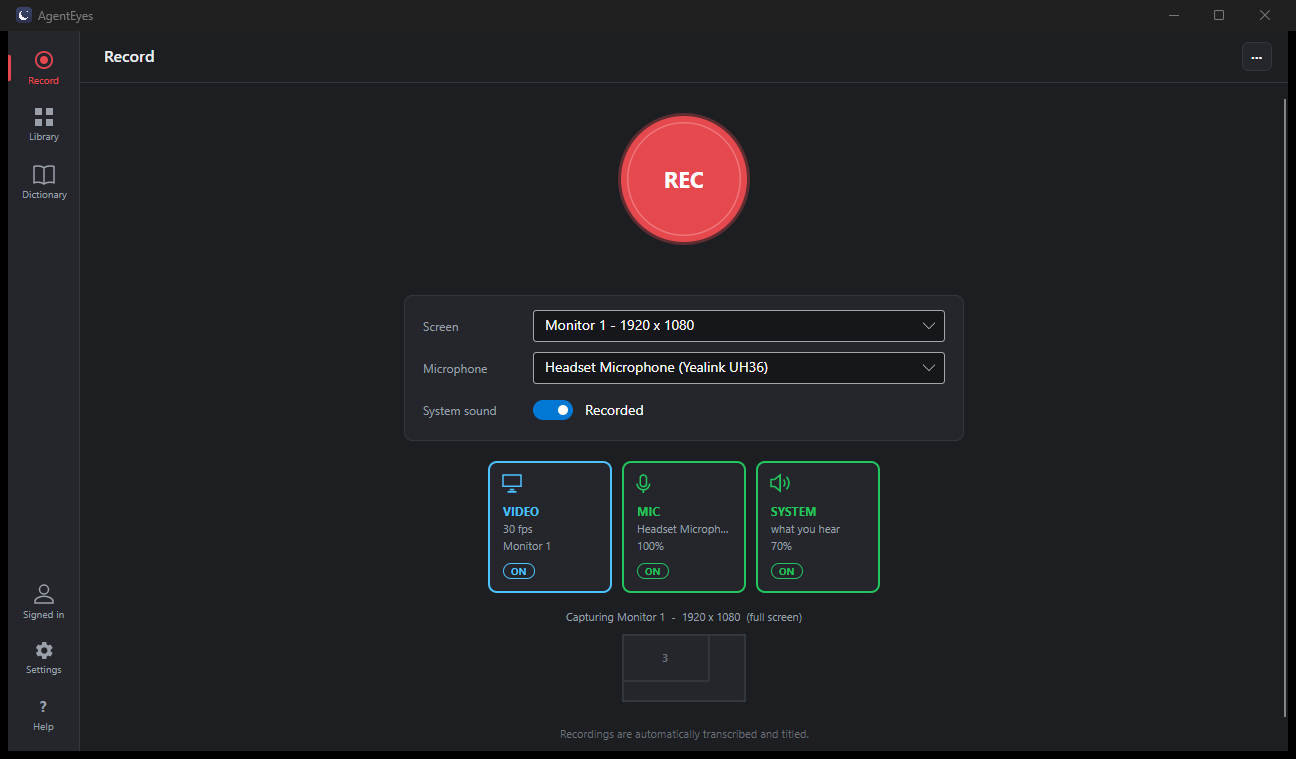 AgentEyes
Record
Record
...
Library
Dictionary
REC
Screen
Monitor 1 - 1920 x 1080
Microphone
Headset Microphone (Yealink UH36)
System sound
Recorded
VIDEO
30 fps
Monitor 1
ON
MIC
Headset Microph...
100%
ON
SYSTEM
what you hear
70%
ON
Capturing Monitor 1 - 1920 x 1080 (full screen)
3
Recordings are automatically transcribed and titled.
Signed in
Settings
?
Help